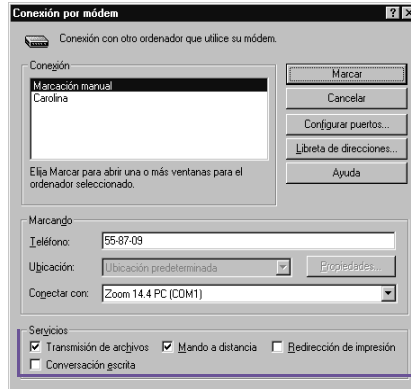 Conexión por módem
Conexión con otro ordenador que utilice su módem.
Conexión
Marcación manual
Carolina
Elija Marcar para abrir una o más ventanas para el
ordenador seleccionado.
Marcar
Cancelar
Configurar puertos...
Libreta de direcciones...
Ayuda
Marcando
Teléfono: 55-87-09
Ubicación: Ubicación predeterminada Propiedades...
Conectar con: Zoom 14.4 PC (COM1)
Servicios
Transmisión de archivos Mando a distancia Redirección de impresión
Conversación escrita